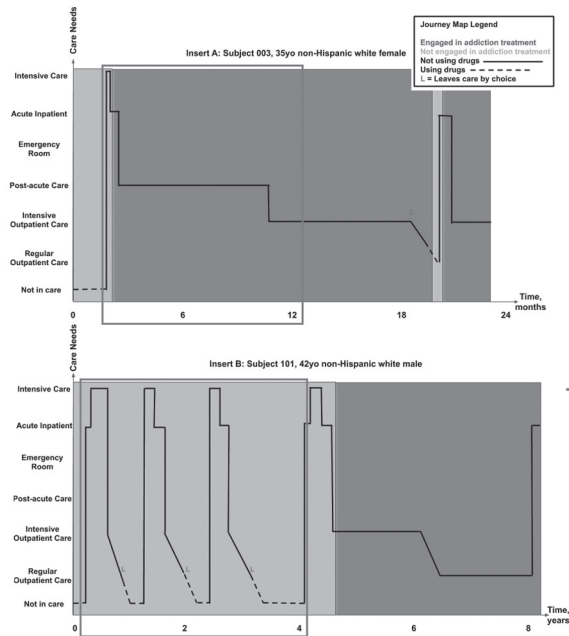 Care Needs
Journey Map Legend
Engaged in addiction treatment
Not engaged in addiction treatment
Not using drugs
Using drugs
L = Leaves care by choice
Insert A: Subject 003, 35yo non-Hispanic white female
Intensive Care
Acute Inpatient
Emergency
Room
Post-acute Care
Intensive
Outpatient Care
Regular
Outpatient Care
Not in care
L
Time,
months
0 6 12 18 24
Care Needs
Insert B: Subject 101, 42yo non-Hispanic white male
Intensive Care
Acute Inpatient
Emergency
Room
Post-acute Care
Intensive
Outpatient Care
Regular
Outpatient Care
Not in care
L L L
Time,
years
0 2 4 6 8